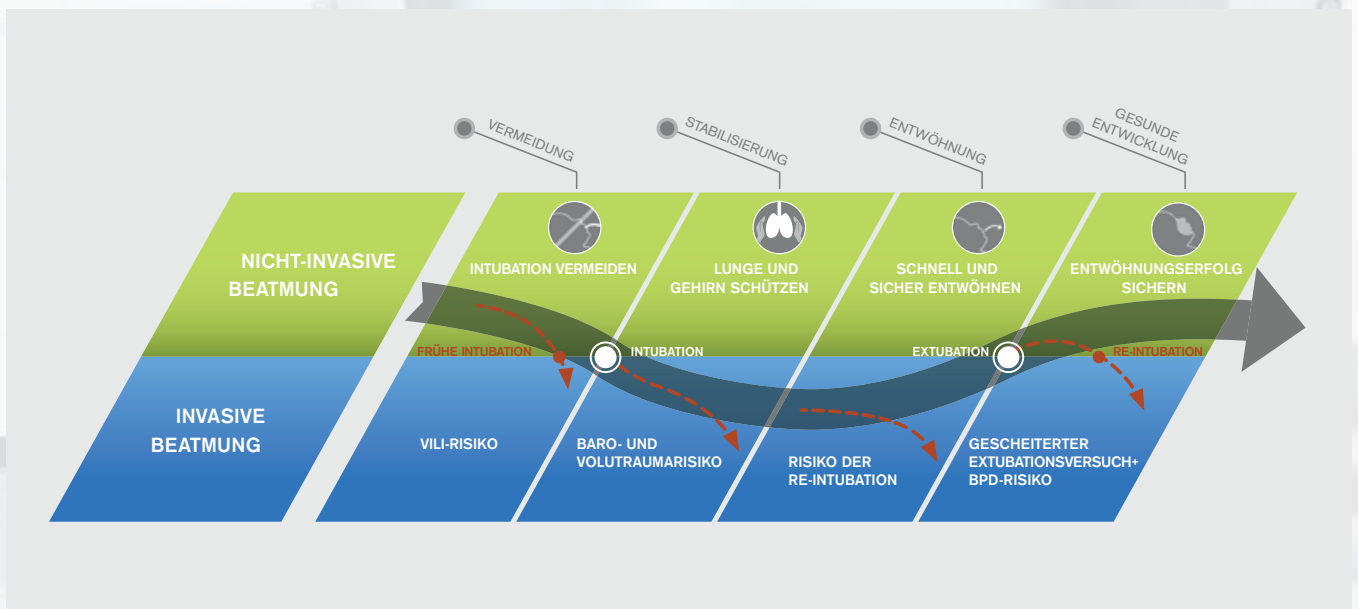 VERMEIDUNG
STABILISIERUNG
ENTWÖHNUNG
GESUNDE
ENTWICKLUNG
NICHT-INVASIVE
BEATMUNG
INTUBATION VERMEIDEN
LUNGE UND
GEHIRN SCHÜTZEN
SCHNELL UND
SICHER ENTWÖHNEN
ENTWÖHNUNGSERFOLG
SICHERN
FRÜHE INTUBATION
INTUBATION
EXTUBATION
RE-INTUBATION
INVASIVE
BEATMUNG
VILI-RISIKO
BARO- UND
VOLUTRAUMARISIKO
RISIKO DER
RE-INTUBATION
GESCHEITERTER
EXTUBATIONSVERSUCH+
BPD-RISIKO